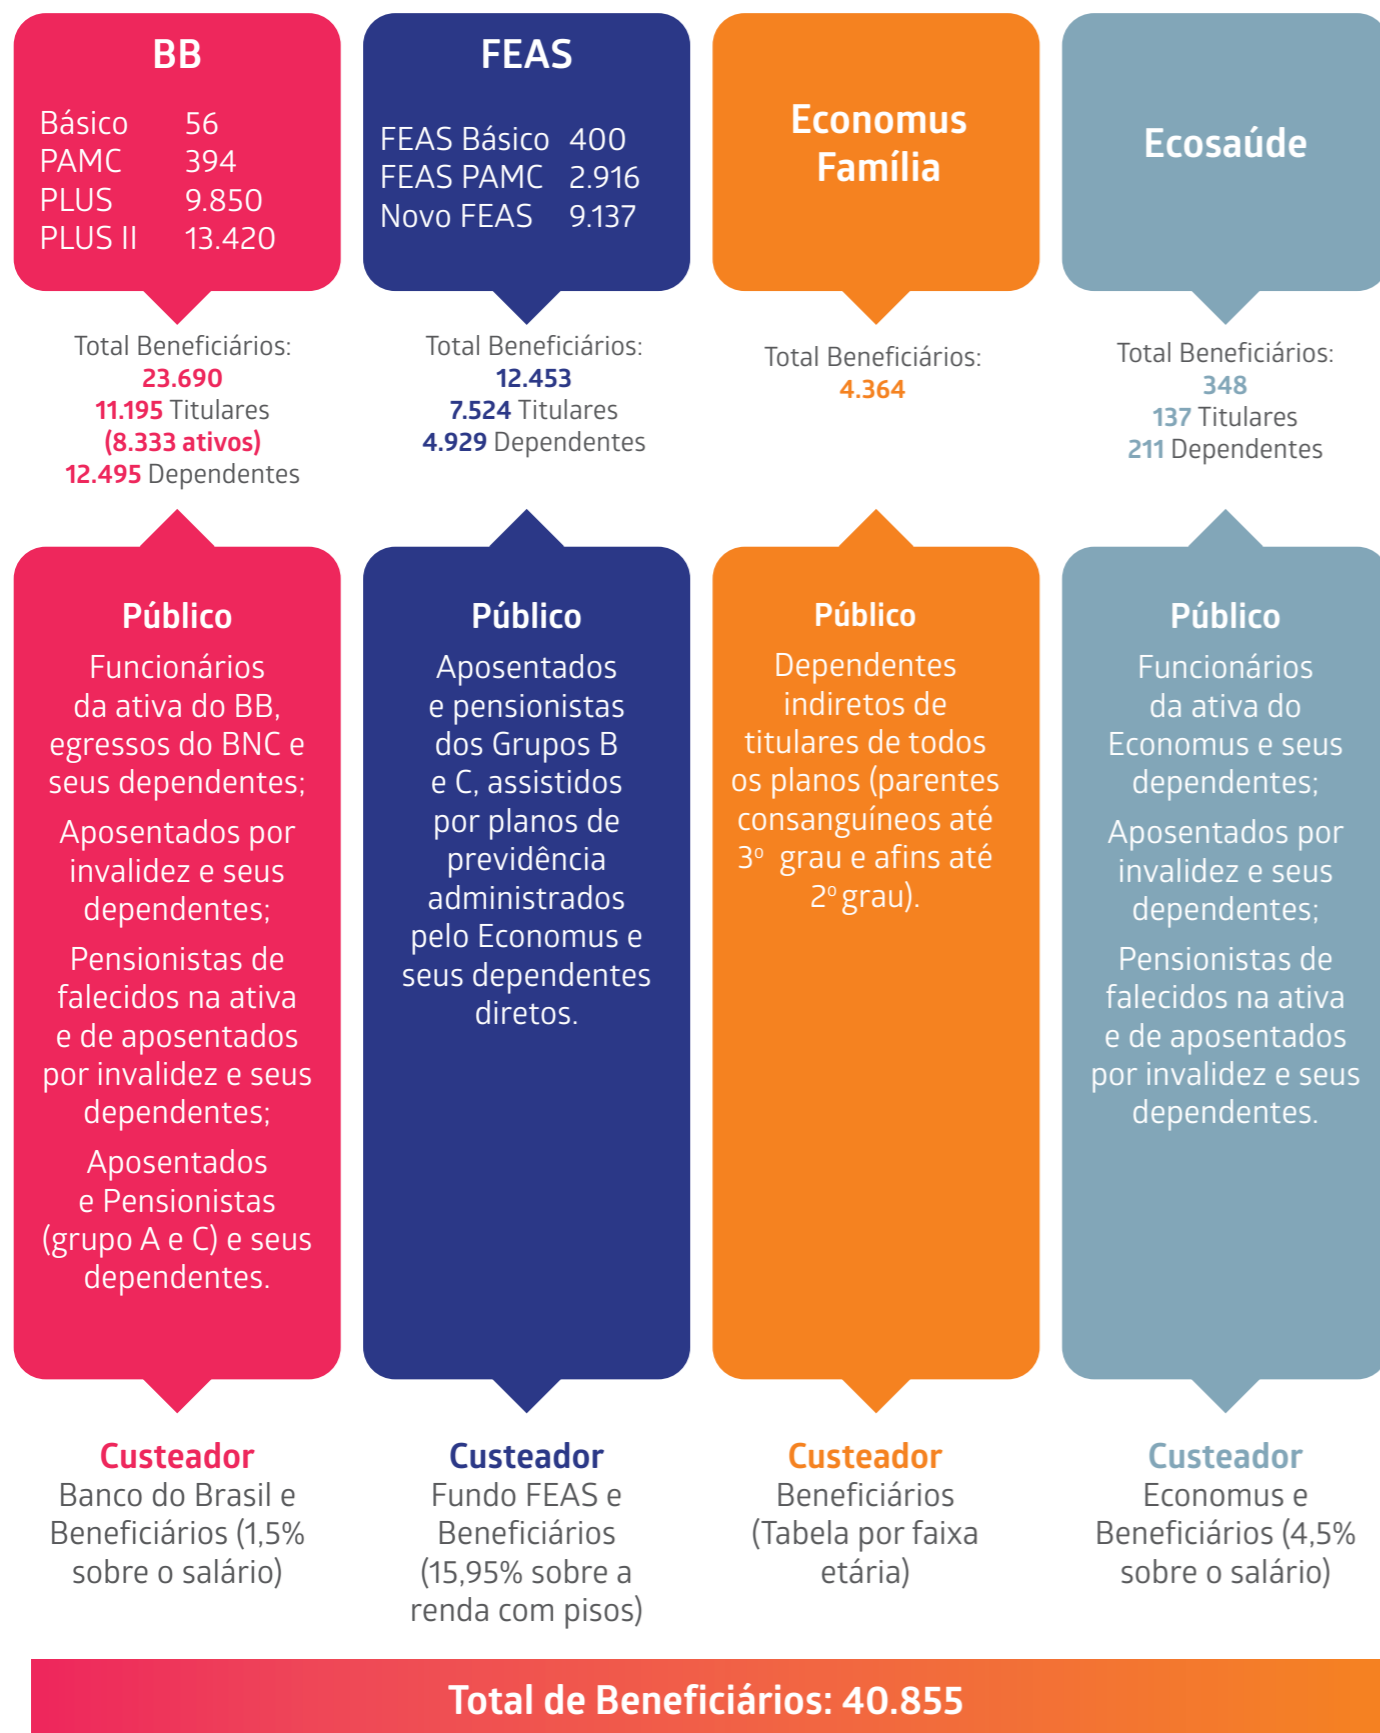 BB
Básico 56
PAMC 394
PLUS 9.850
PLUS II 13.420
Total Beneficiários:
23.690
11.195 Titulares
(8.333 ativos)
12.495 Dependentes
Público
Funcionários
da ativa do BB,
egressos do BNC e
seus dependentes;
Aposentados por
invalidez e seus
dependentes;
Pensionistas de
falecidos na ativa
e de aposentados
por invalidez e seus
dependentes;
Aposentados
e Pensionistas
(grupo A e C) e seus
dependentes.
Custeador
Banco do Brasil e
Beneficiários (1,5%
sobre o salário)
FEAS
FEAS Básico 400
FEAS PAMC 2.916
Novo FEAS 9.137
Total Beneficiários:
12.453
7.524 Titulares
4.929 Dependentes
Público
Aposentados
e pensionistas
dos Grupos B
e C, assistidos
por planos de
previdência
administrados
pelo Economus e
seus dependentes
diretos.
Custeador
Fundo FEAS e
Beneficiários
(15,95% sobre a
renda com pisos)
Economus
Família
Total Beneficiários:
4.364
Público
Dependentes
indiretos de
titulares de todos
os planos (parentes
consanguíneos até
3º grau e afins até
2º grau).
Custeador
Beneficiários
(Tabela por faixa
etária)
Ecosaúde
Total Beneficiários:
348
137 Titulares
211 Dependentes
Público
Funcionários
da ativa do
Economus e seus
dependentes;
Aposentados por
invalidez e seus
dependentes;
Pensionistas de
falecidos na ativa
e de aposentados
por invalidez e seus
dependentes.
Custeador
Economus e
Beneficiários (4,5%
sobre o salário)
Total de Beneficiários: 40.855